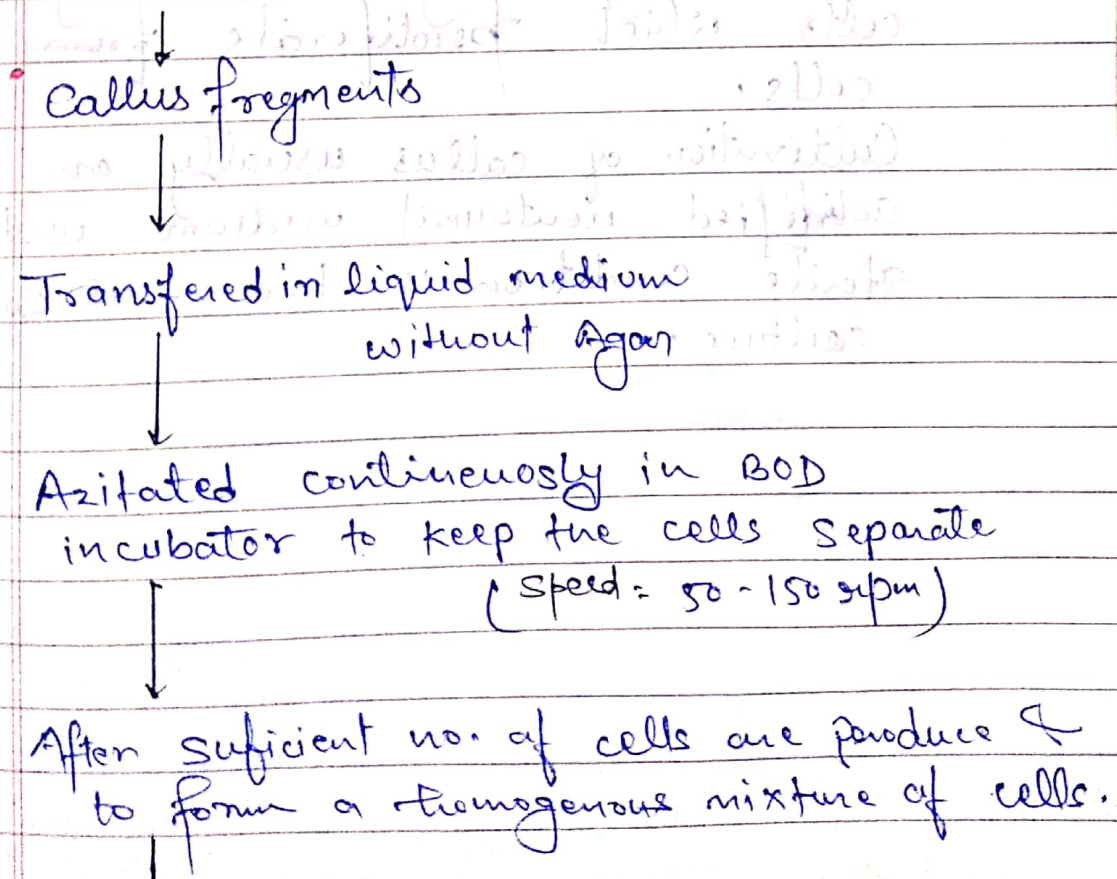 Callus fregments
Transfered in liquid medium
without Agar
Azitated contineuosly in BOD
incubator to keep the cells separate
(Speed = 50-150 rpm)
After suficient no. of cells are produce &
to form a homogenous mixture of cells.